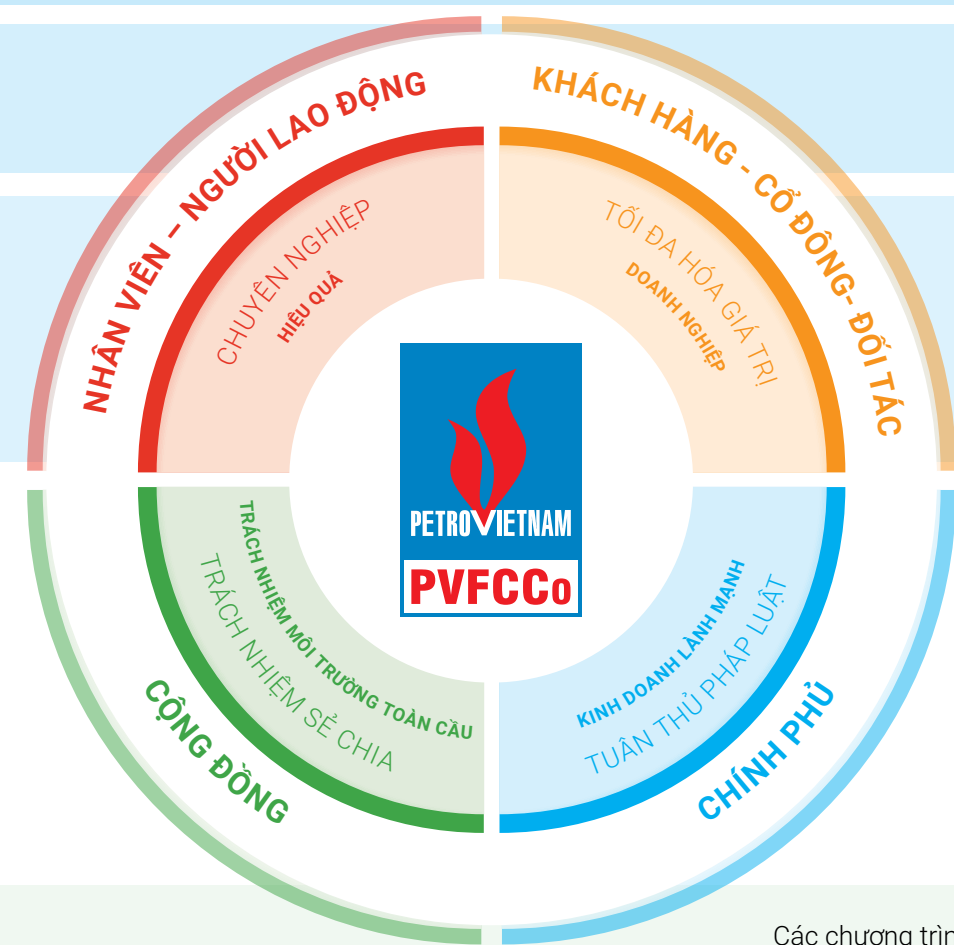 NHÂN VIÊN – NGƯỜI LAO ĐỘNG
CHUYÊN NGHIỆP
HIỆU QUẢ
KHÁCH HÀNG - CỔ ĐÔNG- ĐỐI TÁC
TỐI ĐA HÓA GIÁ TRỊ
DOANH NGHIỆP
PETROVIETNAM
PVFCCo
TRÁCH NHIỆM MÔI TRƯỜNG TOÀN CẦU
TRÁCH NHIỆM SẺ CHIA
CỘNG ĐỒNG
KINH DOANH LÀNH MẠNH
TUÂN THỦ PHÁP LUẬT
CHÍNH PHỦ
Các chương